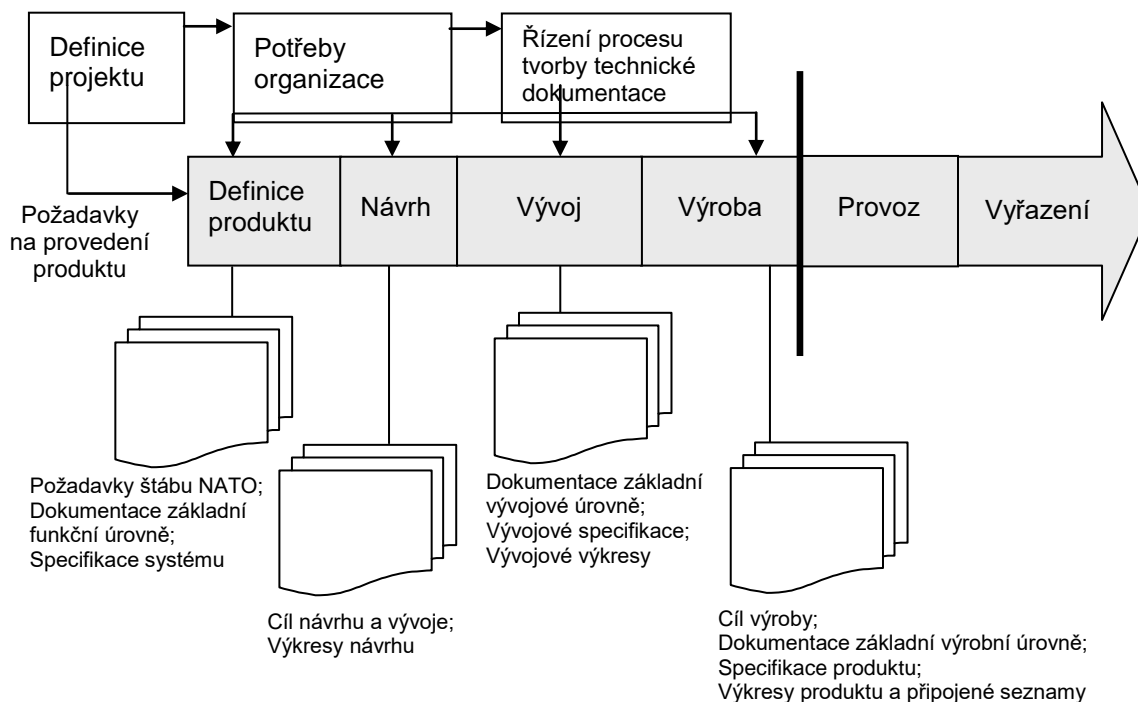 Definice
projektu
Potřeby
organizace
Řízení procesu
tvorby technické
dokumentace
Požadavky
na provedení
produktu
Definice
produktu
Návrh
Vývoj
Výroba
Provoz
Vyřazení
Požadavky štábu NATO;
Dokumentace základní
funkční úrovně;
Specifikace systému
Cíl návrhu a vývoje;
Výkresy návrhu
Dokumentace základní
vývojové úrovně;
Vývojové specifikace;
Vývojové výkresy
Cíl výroby;
Dokumentace základní výrobní úrovně;
Specifikace produktu;
Výkresy produktu a připojené seznamy